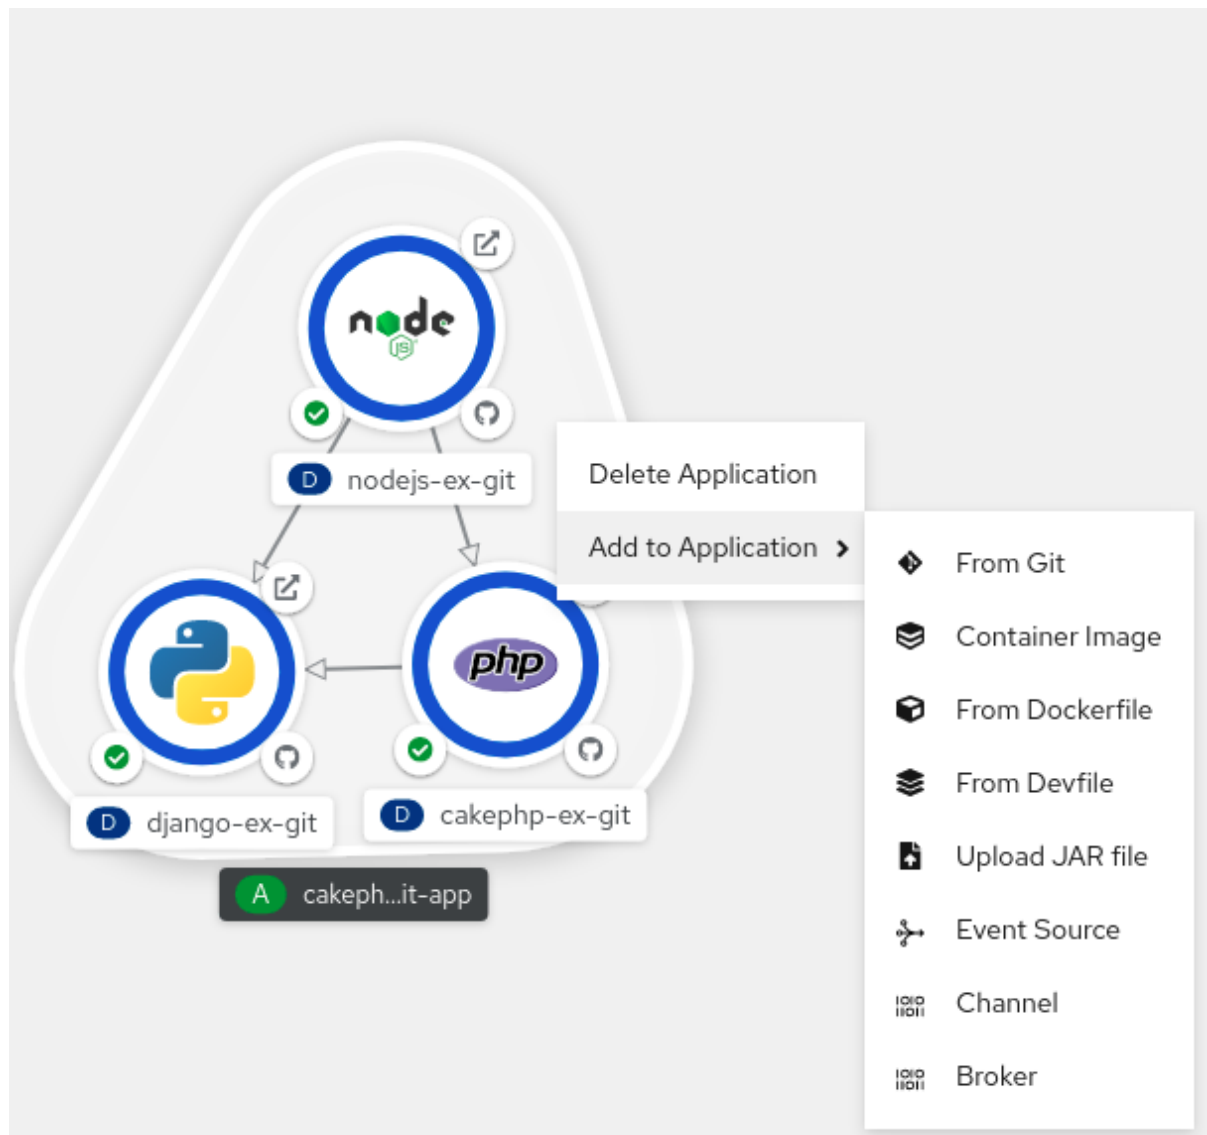 node
JS
D nodejs-ex-git
Delete Application
Add to Application
From Git
Container Image
From Dockerfile
From Devfile
Upload JAR file
Event Source
Channel
Broker
php
D django-ex-git
D cakephp-ex-git
A cakeph...it-app